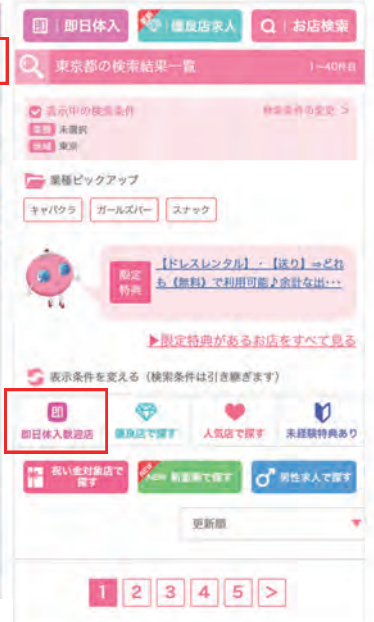 即日体入
優良店求人
お店検索
東京都の検索結果一覧
1~40件目
表示中の検索条件
検索条件の変更 >
業種 未選択
地域 東京
業種ピックアップ
キャバクラ
ガールズバー
スナック
限定
特典
【ドレスレンタル】・【送り】⇒どれ
も《無料》で利用可能♪余計な出・・・
▶限定特典があるお店をすべて見る
表示条件を変える（検索条件は引き継ぎます）
即
即日体入歓迎店
優良店で探す
人気店で探す
未経験特典あり
祝い金対象店で
探す
NEW 新着順で探す
男性求人で探す
更新順
1 2 3 4 5 >